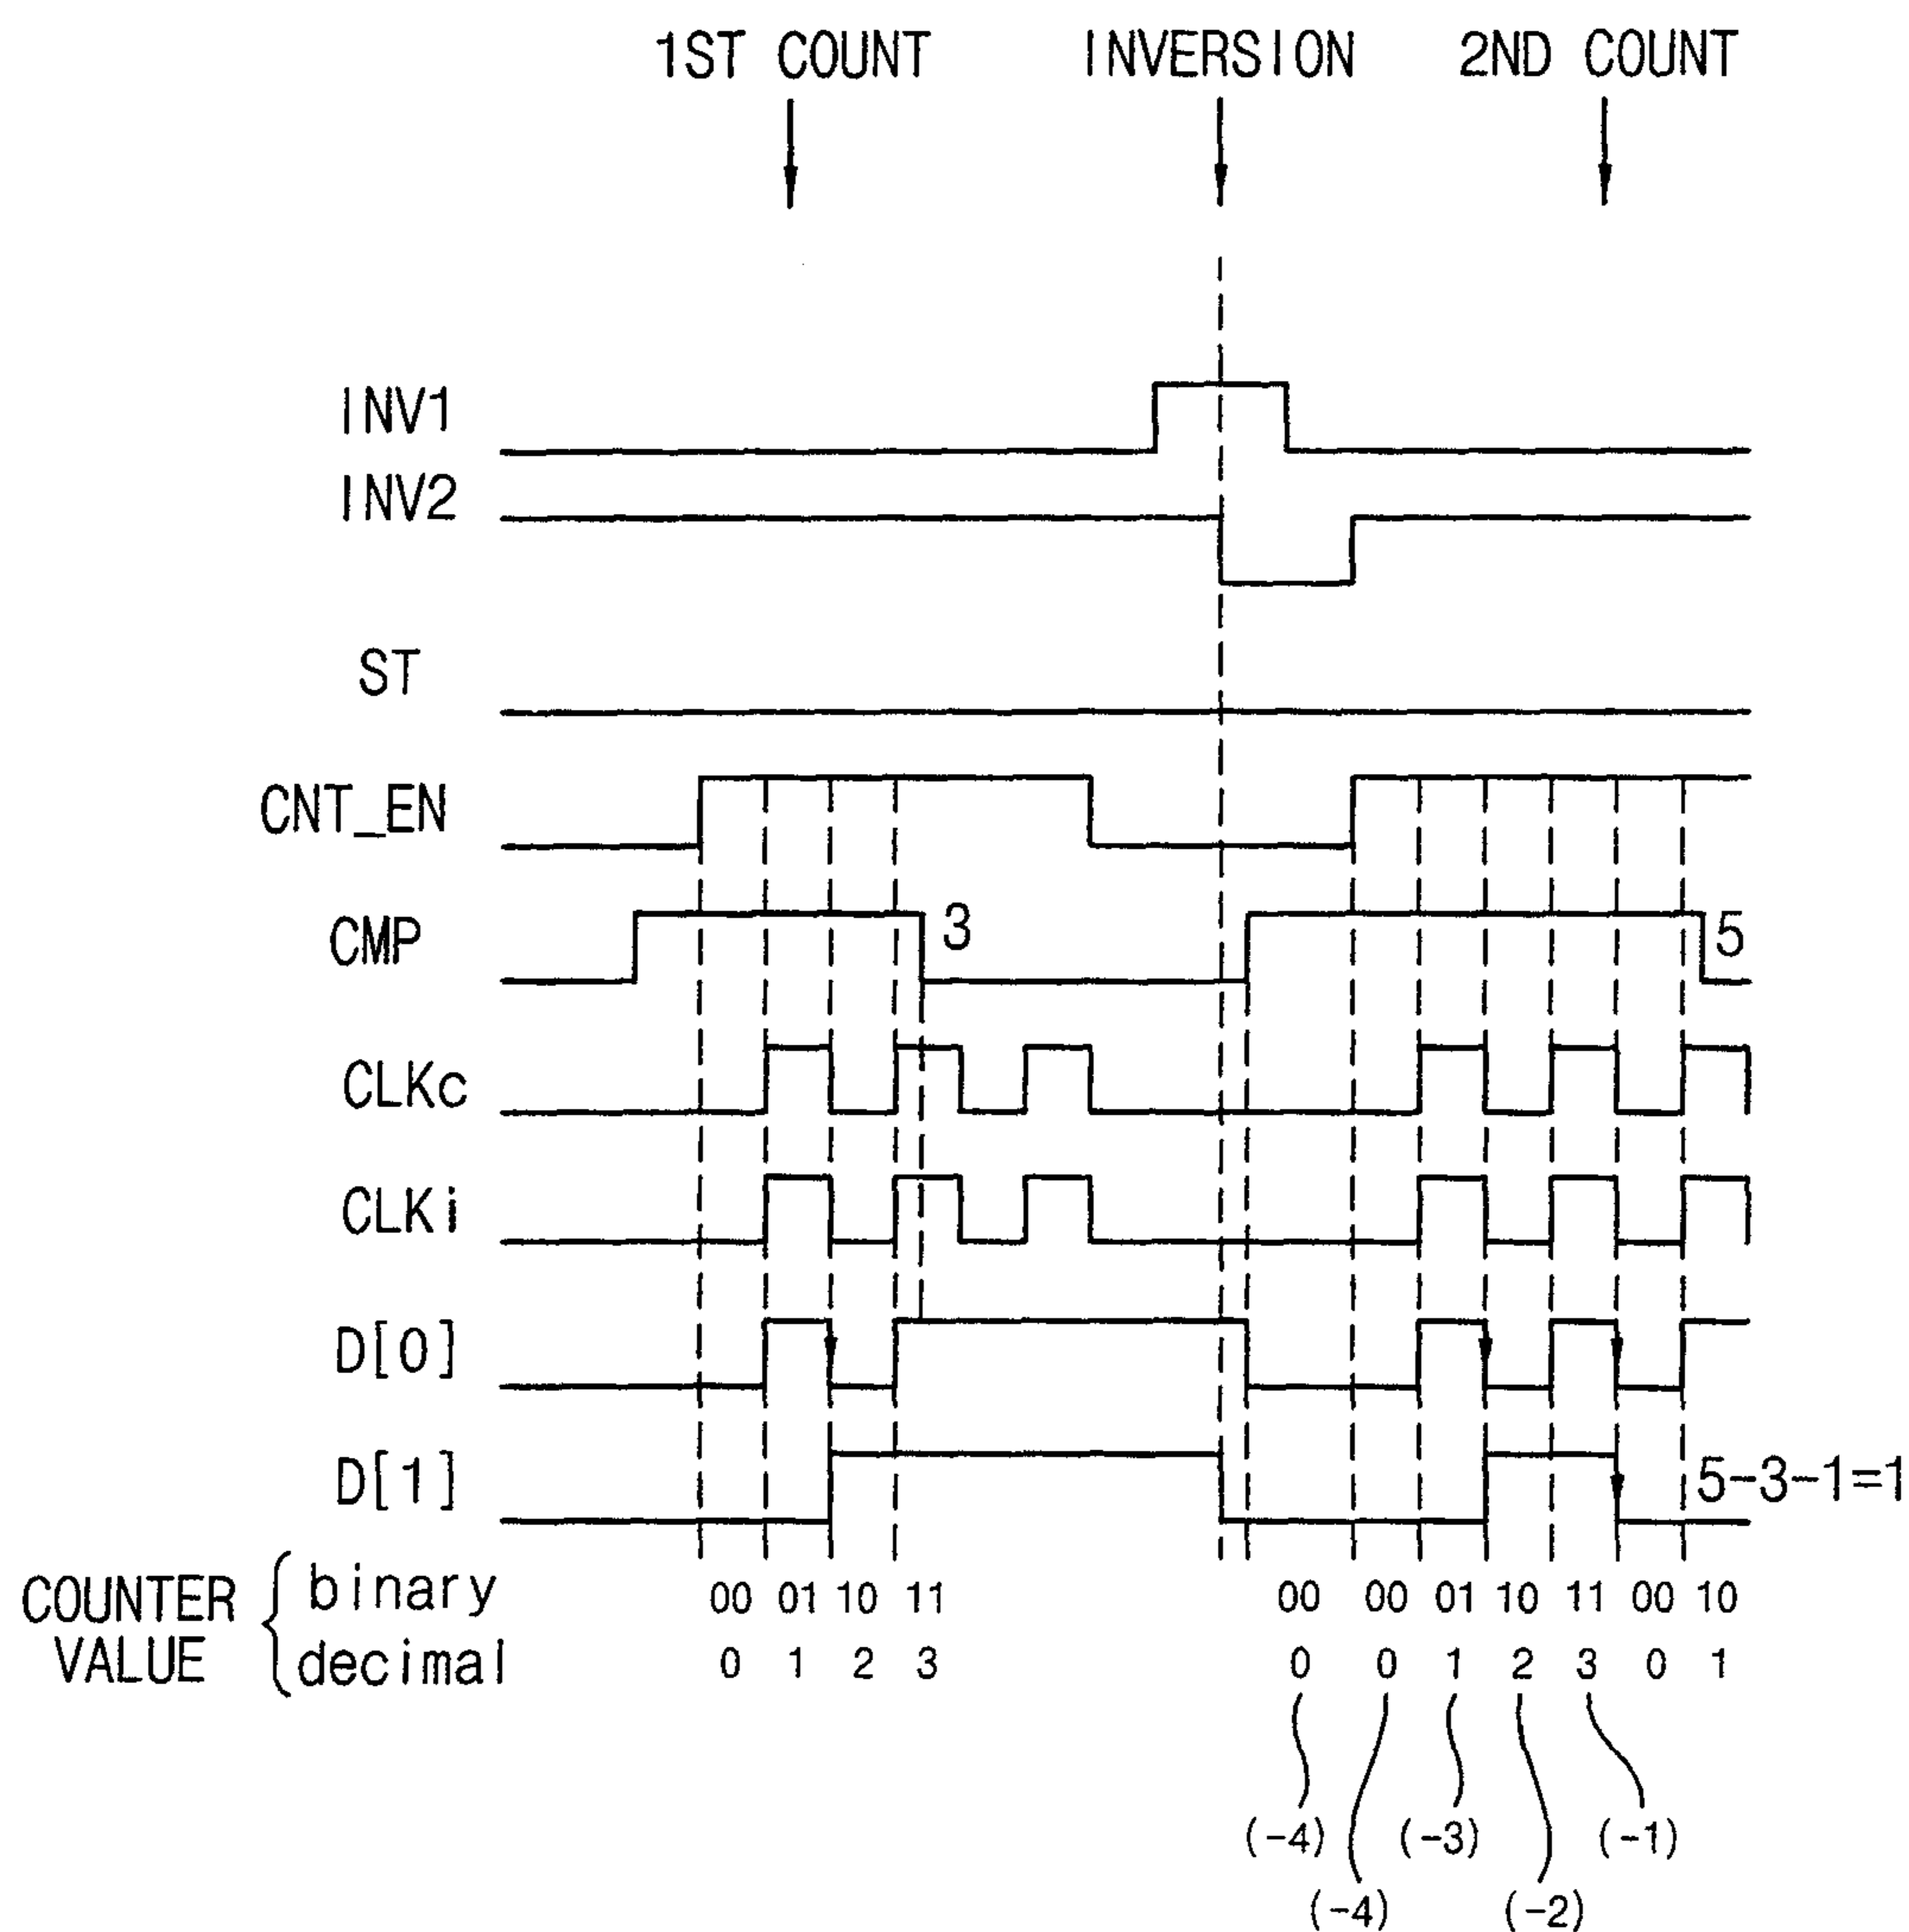 1ST COUNT INVERSION 2ND COUNT
INV1
INV2
ST
CNT_EN
CMP 3 5
CLKc
CLKi
D[0]
D[1] 5-3-1=1
COUNTER VALUE { binary 00 01 10 11 00 00 01 10 11 00 10
decimal 0 1 2 3 0 0 1 2 3 0 1
(-4) (-3) (-1)
(-4) (-2)